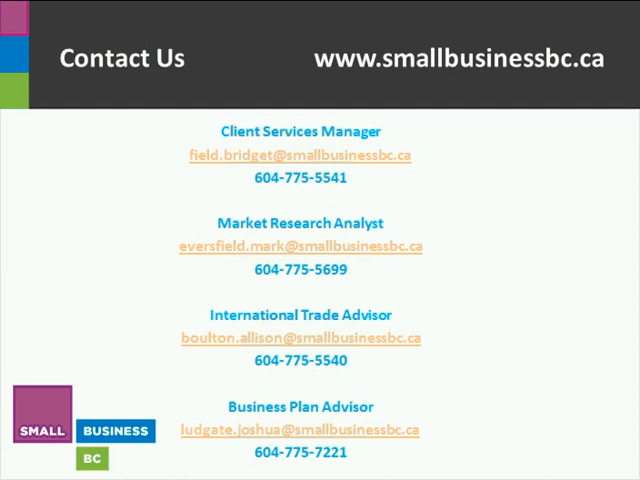 Contact Us
www.smallbusinessbc.ca
Client Services Manager
field.bridget@smallbusinessbc.ca
604-775-5541
Market Research Analyst
eversfield.mark@smallbusinessbc.ca
604-775-5699
International Trade Advisor
boulton.allison@smallbusinessbc.ca
604-775-5540
Business Plan Advisor
ludgate.joshua@smallbusinessbc.ca
604-775-7221
SMALL
BUSINESS
BC